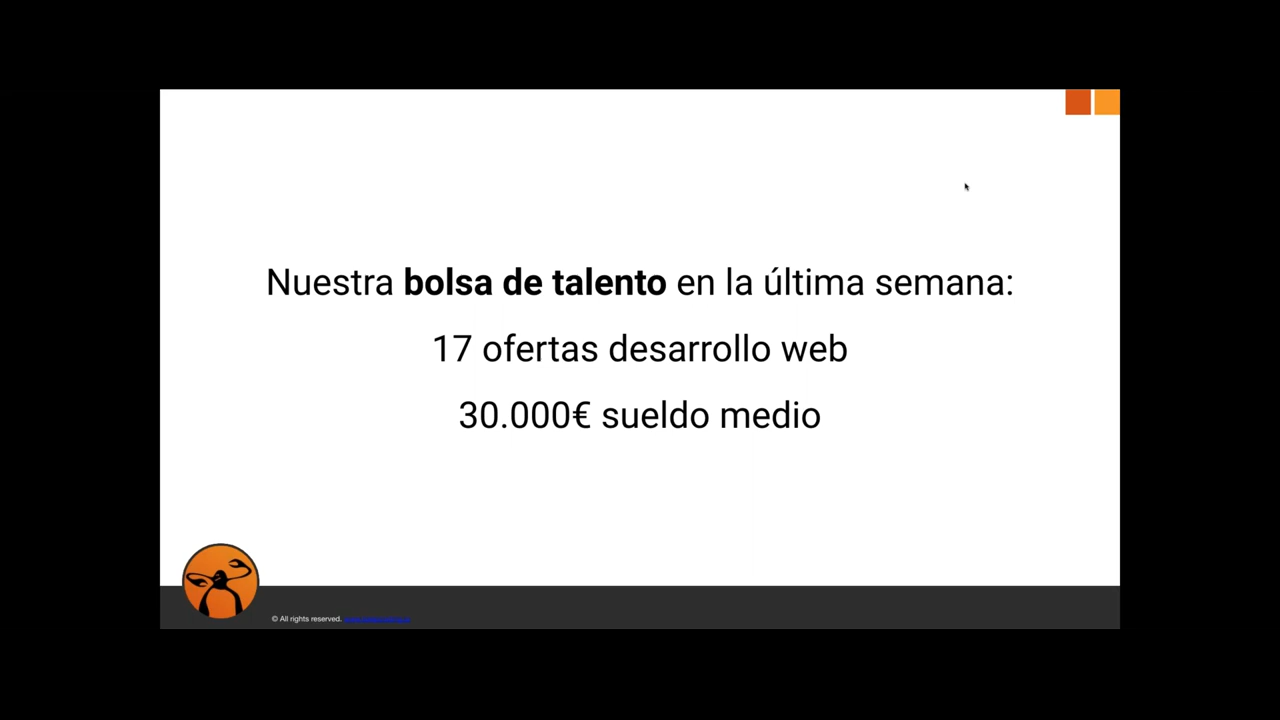 Nuestra bolsa de talento en la última semana:
17 ofertas desarrollo web
30.000€ sueldo medio
© All rights reserved.